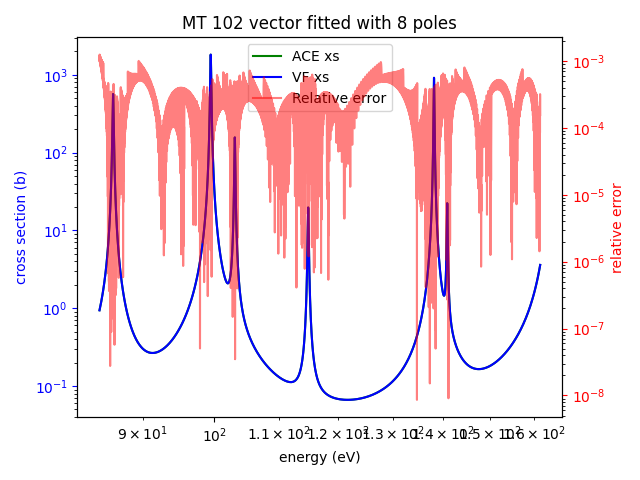 MT 102 vector fitted with 8 poles
ACE xs
VF xs
Relative error
10³
10²
10¹
10⁰
10⁻¹
cross section (b)
10⁻³
10⁻⁴
10⁻⁵
10⁻⁶
10⁻⁷
10⁻⁸
relative error
9×10¹ 10² 1.1×10² 1.2×10² 1.3×10² 1.4×10² 1.5×10² 1.6×10²
energy (eV)